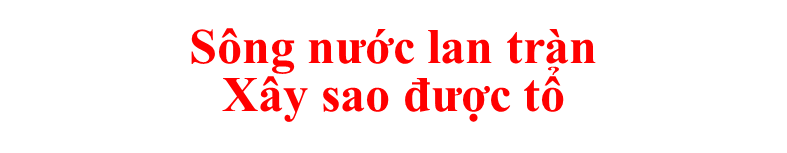 Sông nước lan tràn
Xây sao được tổ